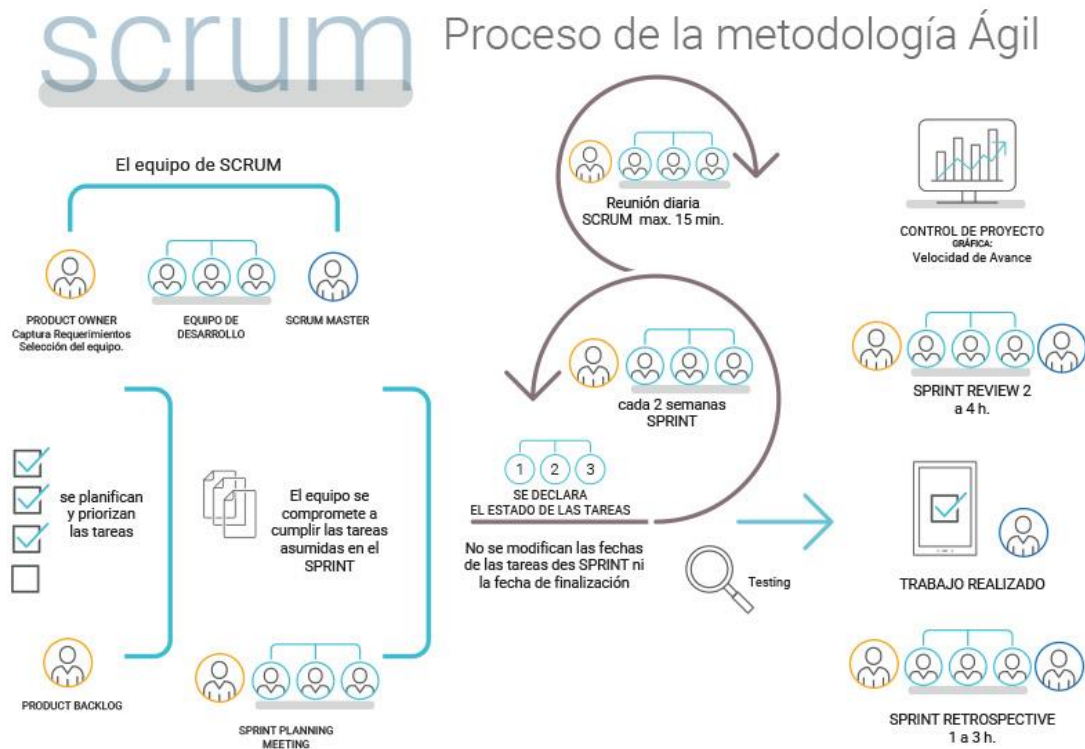 scrum
Proceso de la metodología Ágil
El equipo de SCRUM
PRODUCT OWNER
Captura Requerimientos
Selección del equipo.
EQUIPO DE
DESARROLLO
SCRUM MASTER
se planifican
y priorizan
las tareas
PRODUCT BACKLOG
El equipo se
compromete a
cumplir las tareas
asumidas en el
SPRINT
SPRINT PLANNING
MEETING
Reunión diaria
SCRUM max. 15 min.
cada 2 semanas
SPRINT
1 2 3
SE DECLARA
EL ESTADO DE LAS TAREAS
No se modifican las fechas
de las tareas des SPRINT ni
la fecha de finalización
Testing
CONTROL DE PROYECTO
GRÁFICA:
Velocidad de Avance
SPRINT REVIEW 2
a 4 h.
TRABAJO REALIZADO
SPRINT RETROSPECTIVE
1 a 3 h.